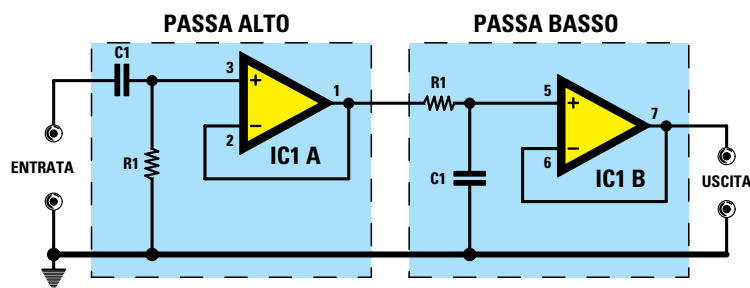 PASSA ALTO
PASSA BASSO
C1
3
+
1
R1
5
+
7
−
2
−
6
ENTRATA
R1
IC1 A
C1
IC1 B
USCITA